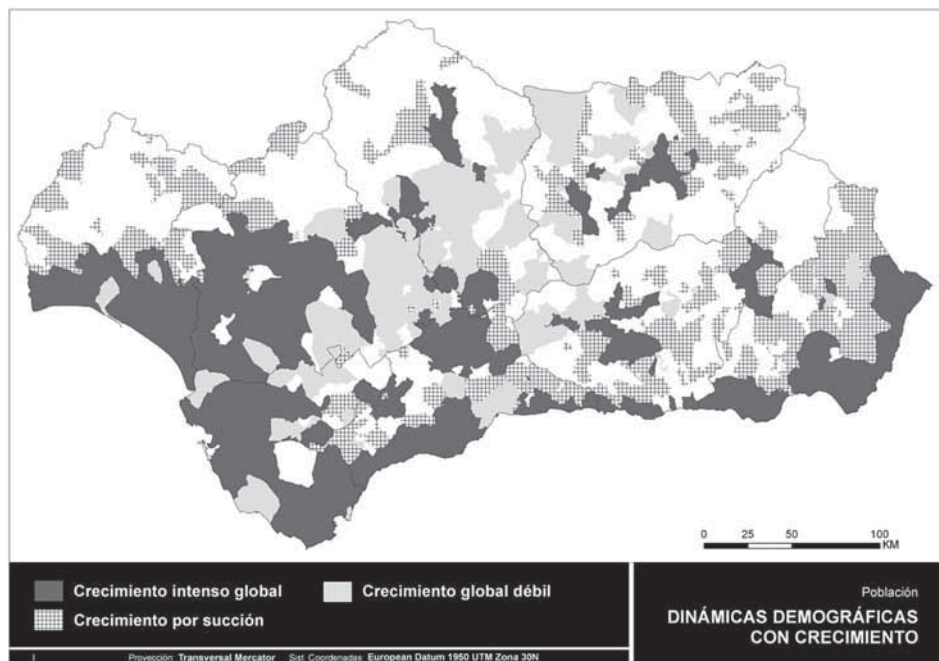 0 25 50 100
KM
Crecimiento intenso global
Crecimiento global débil
Crecimiento por succión
Población
DINÁMICAS DEMOGRÁFICAS
CON CRECIMIENTO
Proyección: Transversal Mercator Sist. Coordenadas: European Datum 1950 UTM Zona 30N